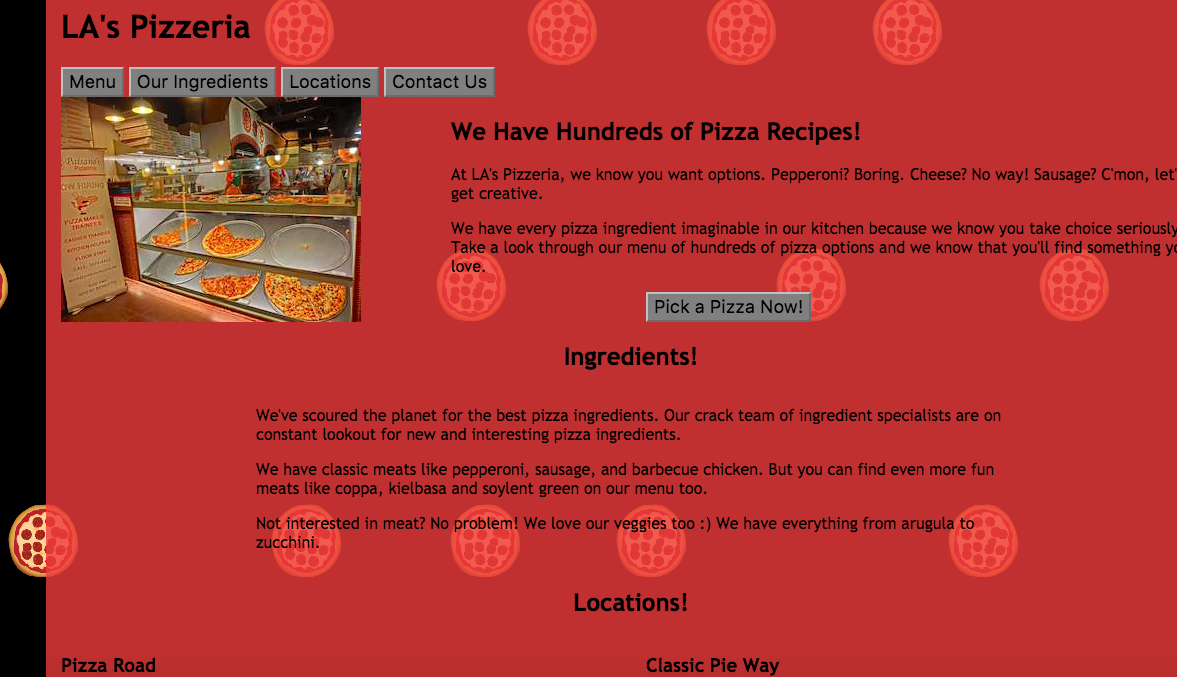 LA's Pizzeria
Menu Our Ingredients Locations Contact Us
Paisano's
Pizzeria
OW HIRING
PIZZA MAKERS
TRAINEES
CASHIER TRAINEES
KITCHEN HELPERS
FLOOR STAFF
We Have Hundreds of Pizza Recipes!
At LA's Pizzeria, we know you want options. Pepperoni? Boring. Cheese? No way! Sausage? C'mon, let'
get creative.
We have every pizza ingredient imaginable in our kitchen because we know you take choice seriously
Take a look through our menu of hundreds of pizza options and we know that you'll find something yo
love.
Pick a Pizza Now!
Ingredients!
We've scoured the planet for the best pizza ingredients. Our crack team of ingredient specialists are on
constant lookout for new and interesting pizza ingredients.
We have classic meats like pepperoni, sausage, and barbecue chicken. But you can find even more fun
meats like coppa, kielbasa and soylent green on our menu too.
Not interested in meat? No problem! We love our veggies too :) We have everything from arugula to
zucchini.
Locations!
Pizza Road Classic Pie Way